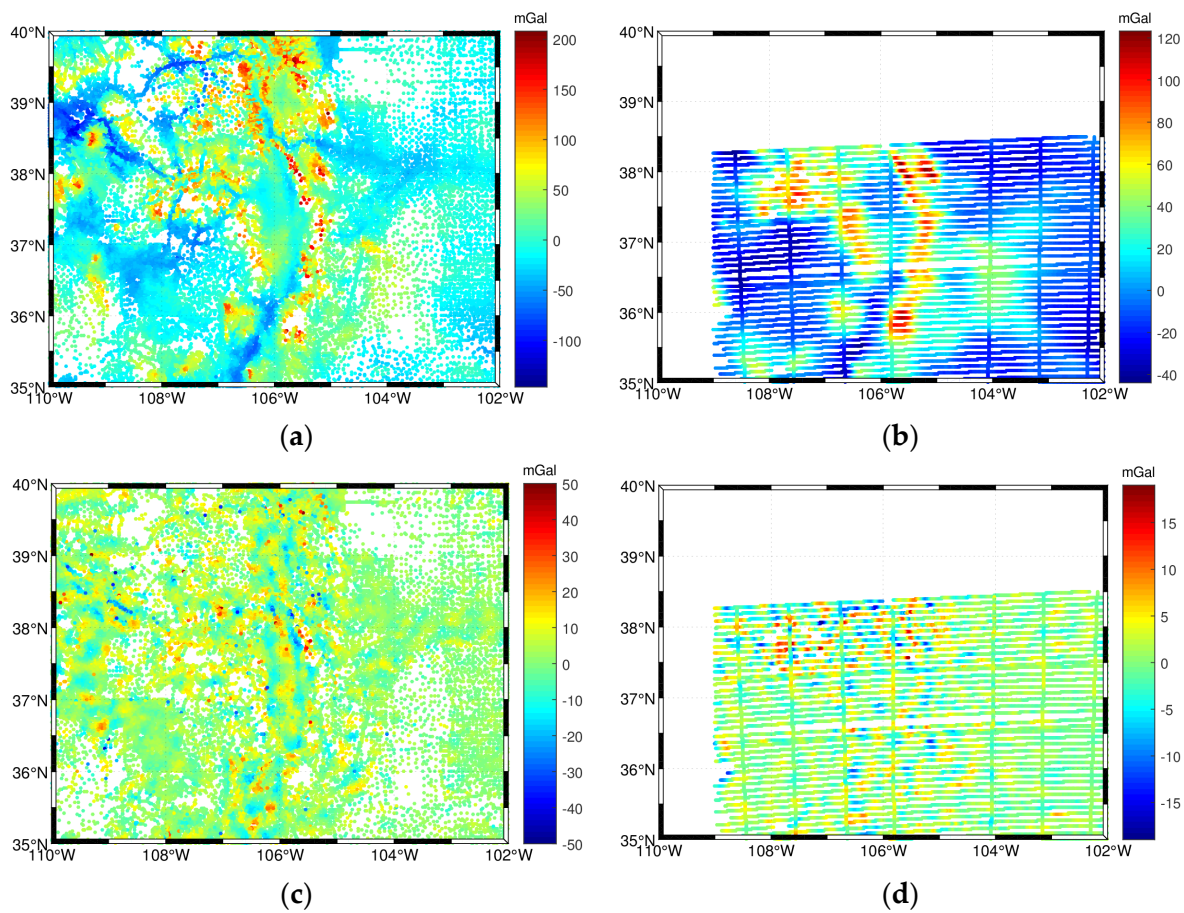 mGal
40°N
39°N
38°N
37°N
36°N
35°N
110°W
108°W
106°W
104°W
102°W
200
150
100
50
0
-50
-100
(a)
mGal
40°N
39°N
38°N
37°N
36°N
35°N
110°W
108°W
106°W
104°W
102°W
120
100
80
60
40
20
0
-20
-40
(b)
mGal
40°N
39°N
38°N
37°N
36°N
35°N
110°W
108°W
106°W
104°W
102°W
50
40
30
20
10
0
-10
-20
-30
-40
-50
(c)
mGal
40°N
39°N
38°N
37°N
36°N
35°N
110°W
108°W
106°W
104°W
102°W
15
10
5
0
-5
-10
-15
(d)